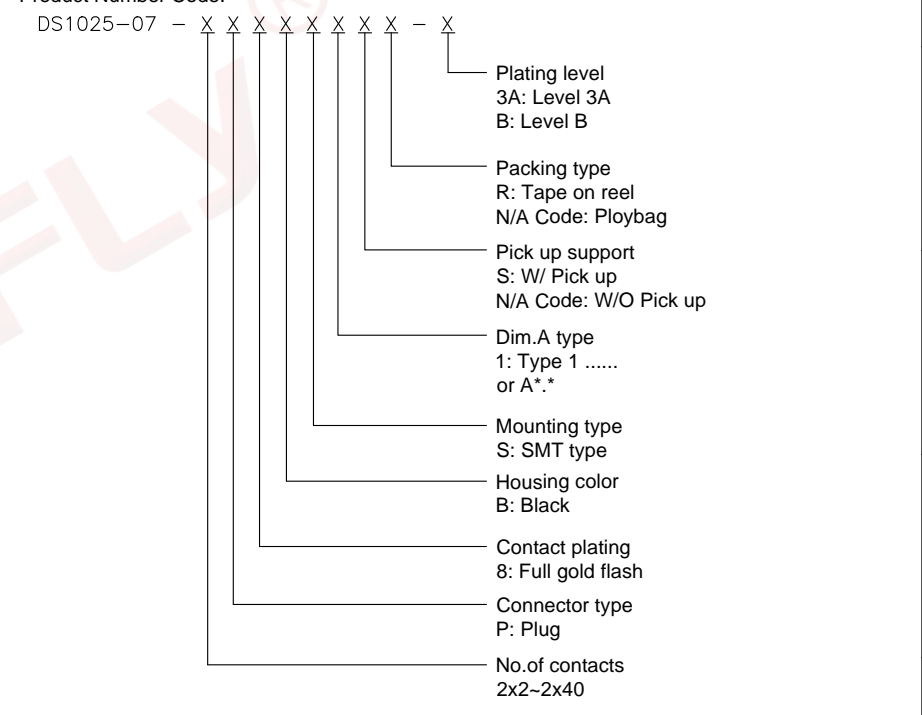 Product Number Code:
DS1025-07 - X X X X X X X X - X
Plating level
3A: Level 3A
B: Level B
Packing type
R: Tape on reel
N/A Code: Ploybag
Pick up support
S: W/ Pick up
N/A Code: W/O Pick up
Dim.A type
1: Type 1 ......
or A*.*
Mounting type
S: SMT type
Housing color
B: Black
Contact plating
8: Full gold flash
Connector type
P: Plug
No.of contacts
2x2~2x40
FLY ®